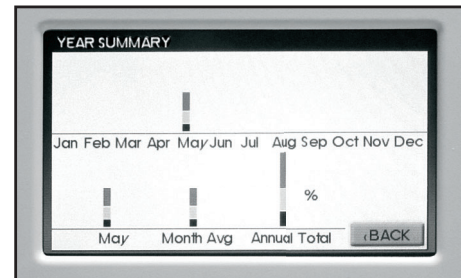 YEAR SUMMARY
Jan Feb Mar Apr May Jun Jul Aug Sep Oct Nov Dec
%
May Month Avg Annual Total
‹BACK